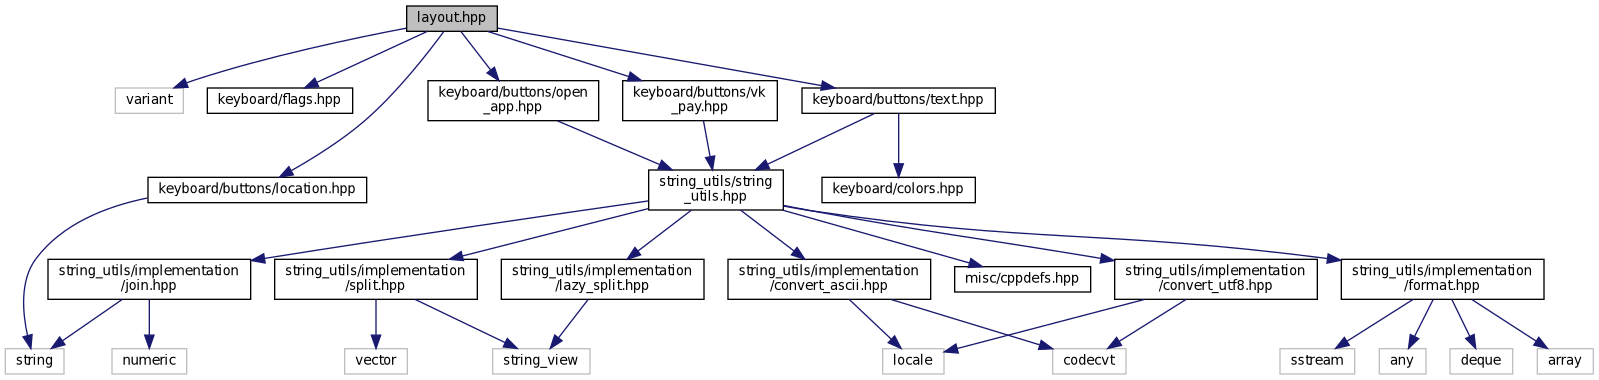 layout.hpp
variant
keyboard/flags.hpp
keyboard/buttons/open
_app.hpp
keyboard/buttons/vk
_pay.hpp
keyboard/buttons/text.hpp
keyboard/buttons/location.hpp
string_utils/string
_utils.hpp
keyboard/colors.hpp
string_utils/implementation
/join.hpp
string_utils/implementation
/split.hpp
string_utils/implementation
/lazy_split.hpp
string_utils/implementation
/convert_ascii.hpp
misc/cppdefs.hpp
string_utils/implementation
/convert_utf8.hpp
string_utils/implementation
/format.hpp
string
numeric
vector
string_view
locale
codecvt
sstream
any
deque
array